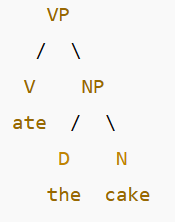 VP
/ \
V NP
ate / \
D N
the cake